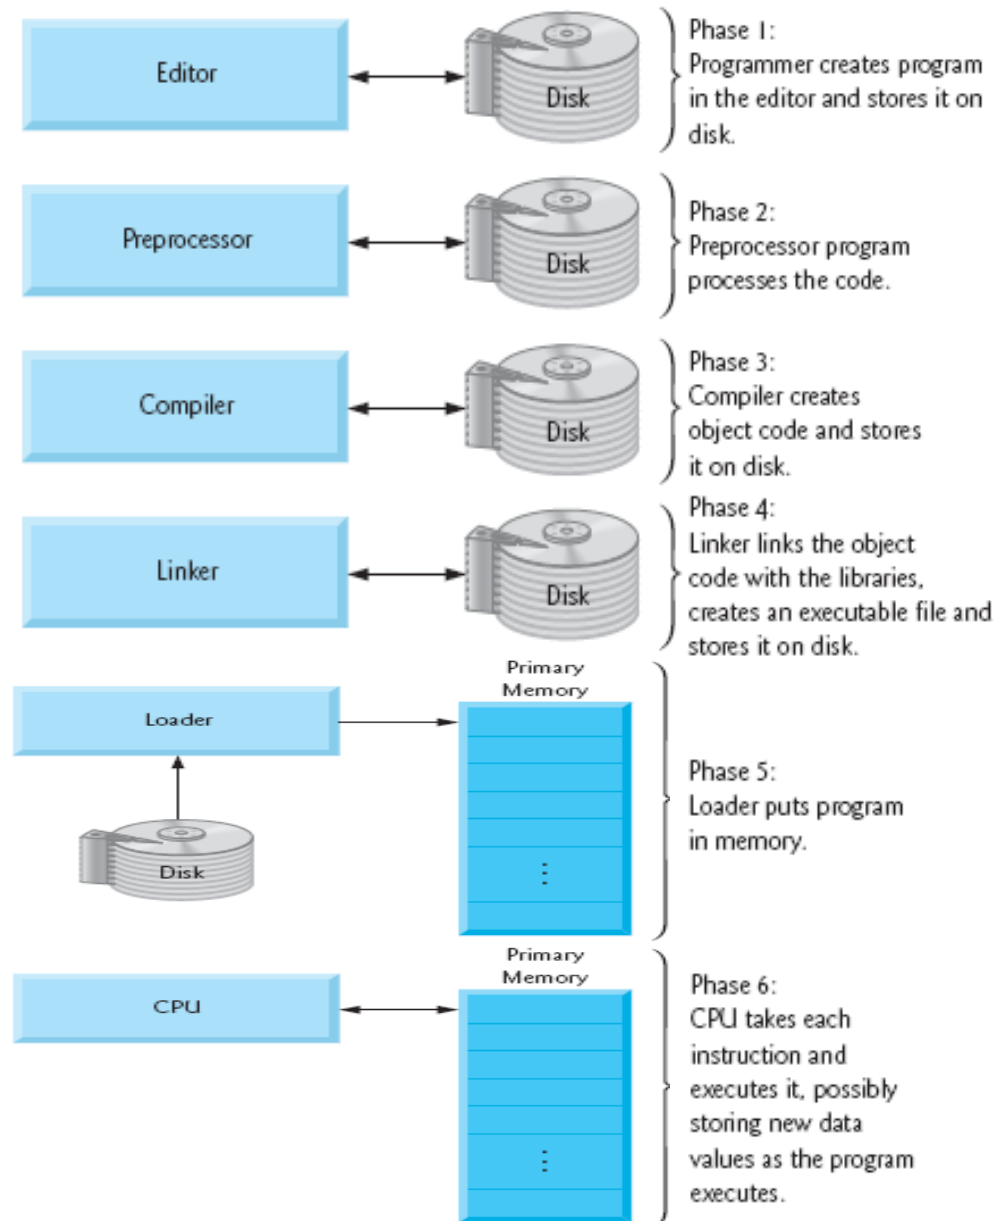 Editor
Disk
Phase 1:
Programmer creates program
in the editor and stores it on
disk.
Preprocessor
Disk
Phase 2:
Preprocessor program
processes the code.
Compiler
Disk
Phase 3:
Compiler creates
object code and stores
it on disk.
Linker
Disk
Phase 4:
Linker links the object
code with the libraries,
creates an executable file and
stores it on disk.
Loader
Disk
Primary
Memory
Phase 5:
Loader puts program
in memory.
CPU
Primary
Memory
Phase 6:
CPU takes each
instruction and
executes it, possibly
storing new data
values as the program
executes.